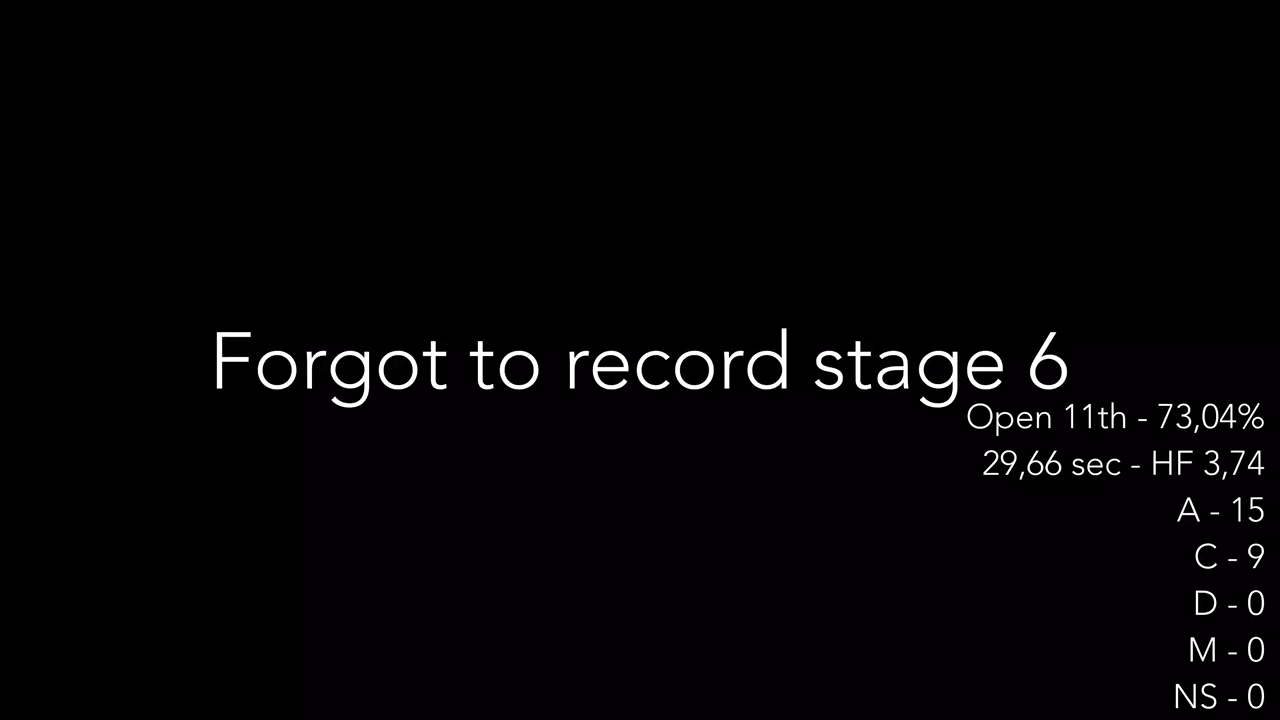 Forgot to record stage 6
Open 11th - 73,04%
29,66 sec - HF 3,74
A - 15
C - 9
D - 0
M - 0
NS - 0